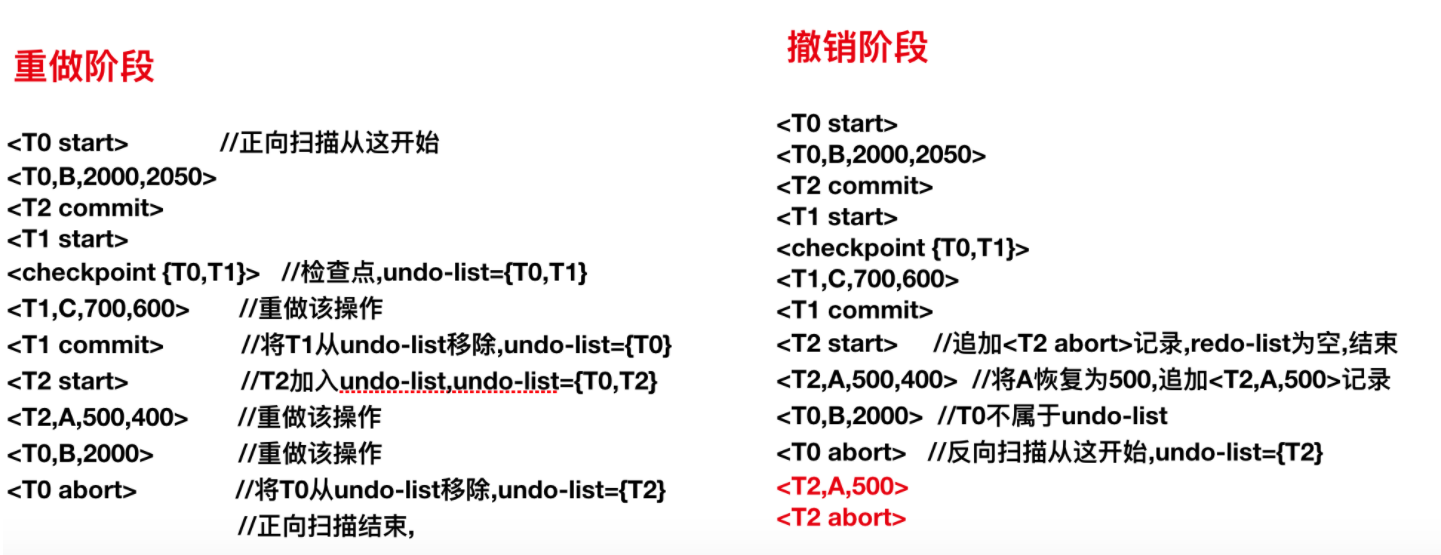 重做阶段
<T0 start> //正向扫描从这开始
<T0,B,2000,2050>
<T2 commit>
<T1 start>
<checkpoint {T0,T1}> //检查点,undo-list={T0,T1}
<T1,C,700,600> //重做该操作
<T1 commit> //将T1从undo-list移除,undo-list={T0}
<T2 start> //T2加入undo-list,undo-list={T0,T2}
<T2,A,500,400> //重做该操作
<T0,B,2000> //重做该操作
<T0 abort> //将T0从undo-list移除,undo-list={T2}
//正向扫描结束,
撤销阶段
<T0 start>
<T0,B,2000,2050>
<T2 commit>
<T1 start>
<checkpoint {T0,T1}>
<T1,C,700,600>
<T1 commit>
<T2 start> //追加<T2 abort>记录,redo-list为空,结束
<T2,A,500,400> //将A恢复为500,追加<T2,A,500>记录
<T0,B,2000> //T0不属于undo-list
<T0 abort> //反向扫描从这开始,undo-list={T2}
<T2,A,500>
<T2 abort>